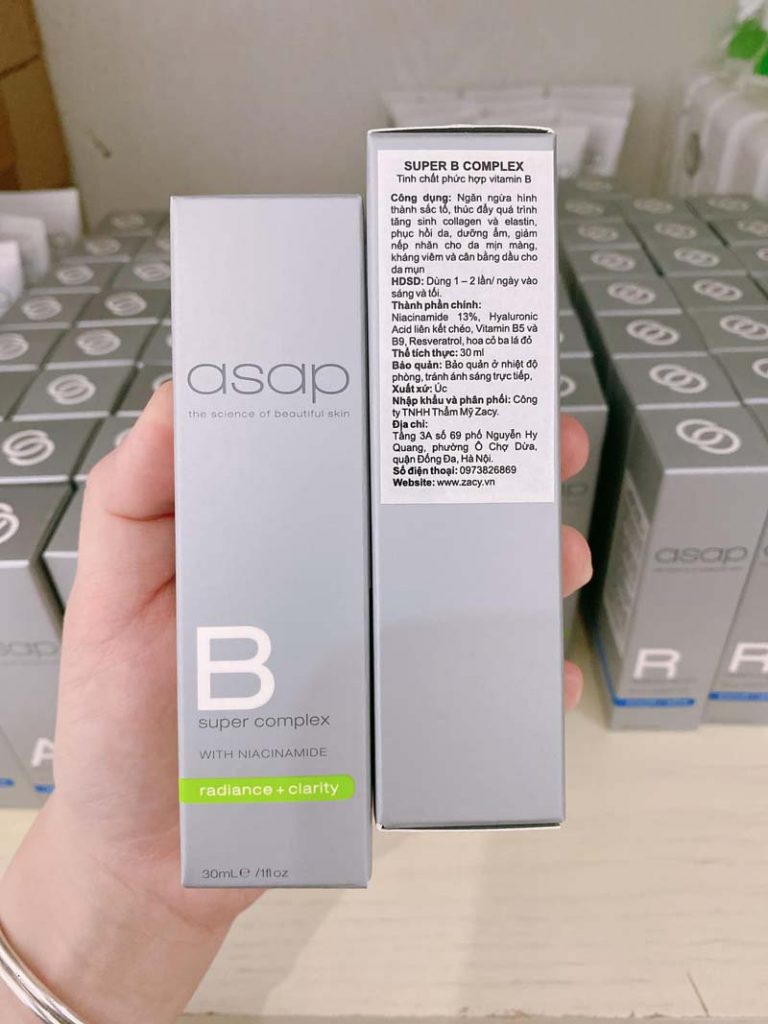 asap
the science of beautiful skin
B
super complex
WITH NIACINAMIDE
radiance + clarity
30mL℮ /1fl oz
SUPER B COMPLEX
Tinh chất phức hợp vitamin B
Công dụng: Ngăn ngừa hình
thành sắc tố, thúc đẩy quá trình
tăng sinh collagen và elastin,
phục hồi da, dưỡng ẩm, giảm
nếp nhăn cho da mịn màng,
kháng viêm và cân bằng dầu cho
da mụn
HDSD: Dùng 1 – 2 lần/ ngày vào
sáng và tối.
Thành phần chính:
Niacinamide 13%, Hyaluronic
Acid liên kết chéo, Vitamin B5 và
B9, Resveratrol, hoa cỏ ba lá đỏ
Thể tích thực: 30 ml
Bảo quản: Bảo quản ở nhiệt độ
phòng, tránh ánh sáng trực tiếp,
Xuất xứ: Úc
Nhập khẩu và phân phối: Công
ty TNHH Thẩm Mỹ Zacy.
Địa chỉ:
Tầng 3A số 69 phố Nguyễn Hy
Quang, phường Ô Chợ Dừa,
quận Đống Đa, Hà Nội.
Số điện thoại: 0973826869
Website: www.zacy.vn
asap
R